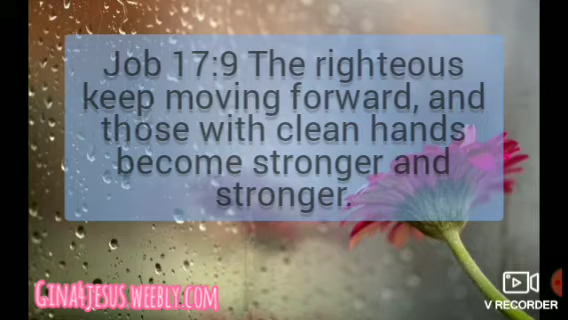 Job 17:9 The righteous
keep moving forward, and
those with clean hands
become stronger and
stronger.
Gina4Jesus.weebly.com
V RECORDER